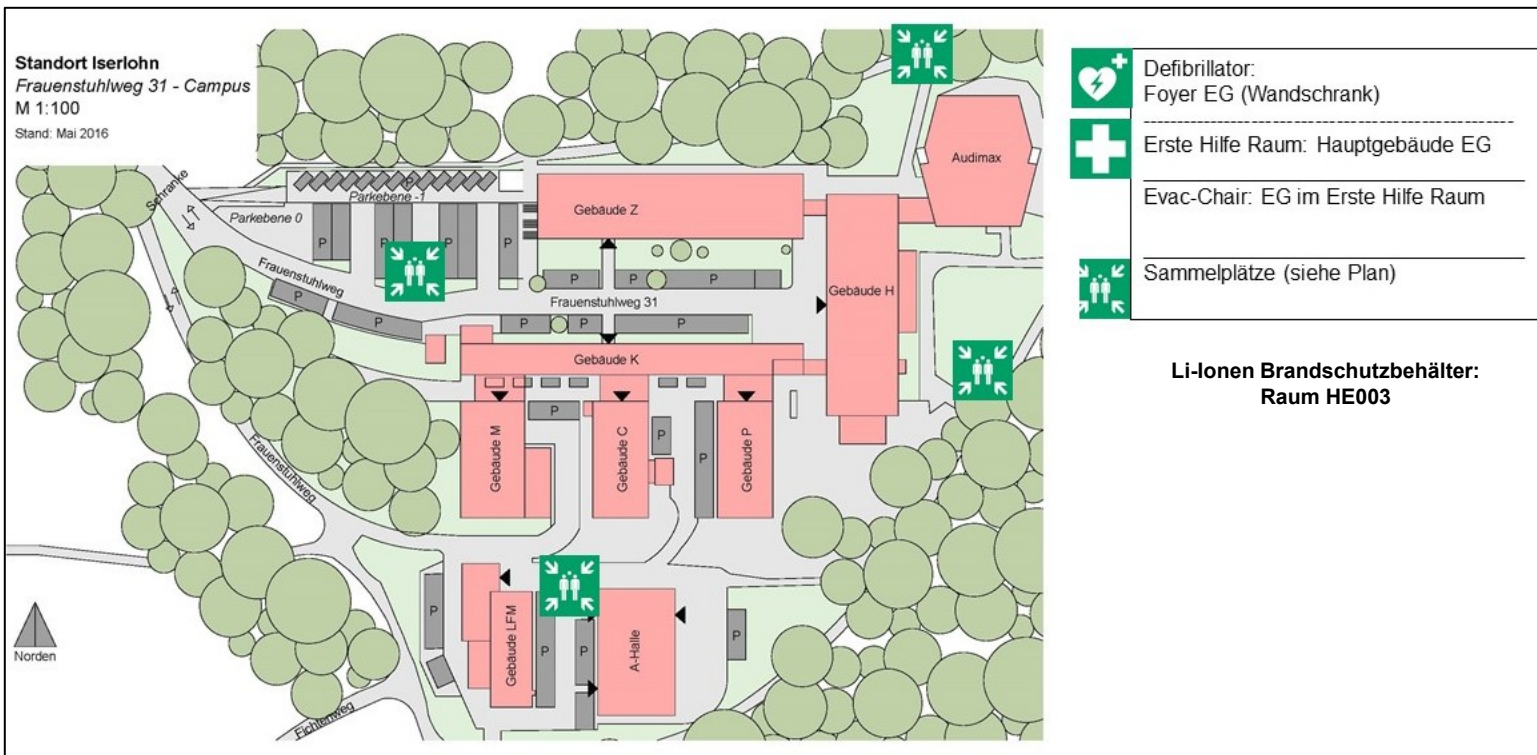 Standort Iserlohn
Frauenstuhlweg 31 - Campus
M 1:100
Stand: Mai 2016
Schranke
Parkebene 0
Parkebene -1
P
P
P
P
P
Frauenstuhlweg
P
P
Gebäude Z
P
P
P
Frauenstuhlweg 31
P
P
P
Audimax
Gebäude H
Gebäude K
Gebäude M
P
Gebäude C
P
P
Gebäude P
Frauenstuhlweg
P
Gebäude LFM
P
P
A-Halle
P
Fichtenweg
Norden
Defibrillator:
Foyer EG (Wandschrank)
Erste Hilfe Raum: Hauptgebäude EG
Evac-Chair: EG im Erste Hilfe Raum
Sammelplätze (siehe Plan)
Li-Ionen Brandschutzbehälter:
Raum HE003